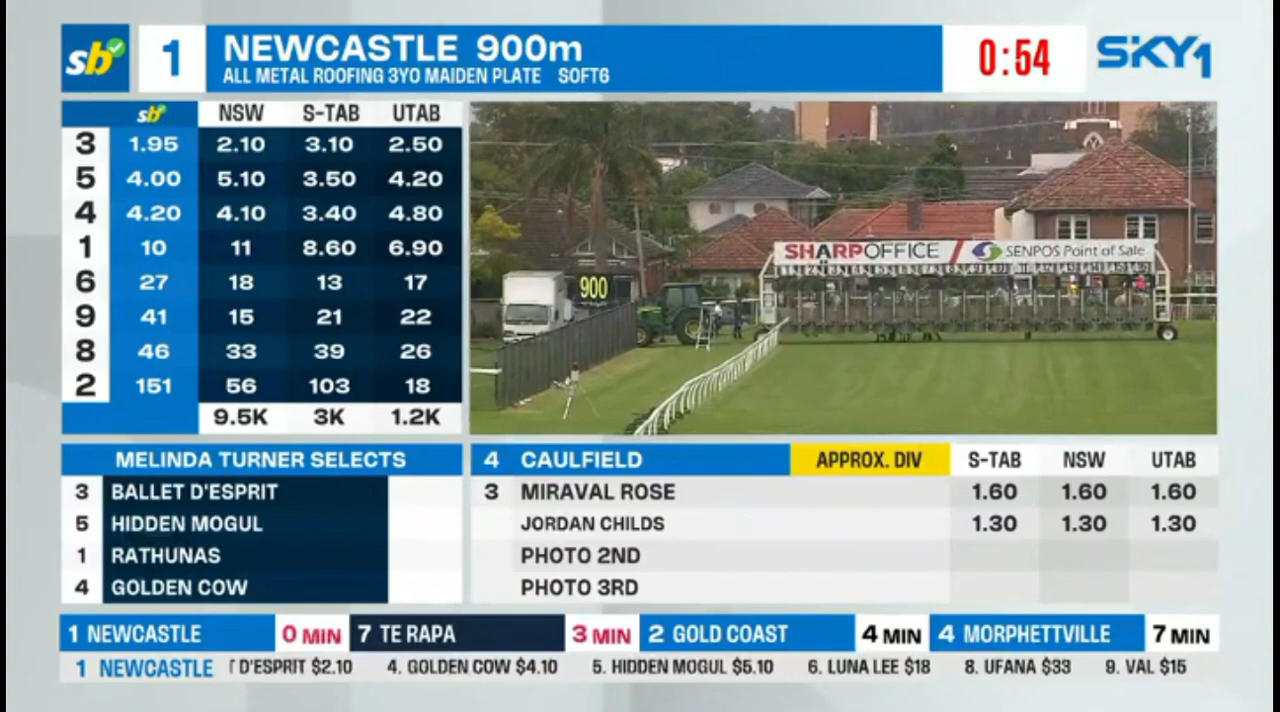 sb 1 NEWCASTLE 900m 0:54 SKY1
ALL METAL ROOFING 3YO MAIDEN PLATE SOFT6
sb NSW S-TAB UTAB
3 1.95 2.10 3.10 2.50
5 4.00 5.10 3.50 4.20
4 4.20 4.10 3.40 4.80
1 10 11 8.60 6.90
6 27 18 13 17
9 41 15 21 22
8 46 33 39 26
2 151 56 103 18
9.5K 3K 1.2K
SHARPOFFICE SENPOS Point of Sale
900
MELINDA TURNER SELECTS
3 BALLET D'ESPRIT
5 HIDDEN MOGUL
1 RATHUNAS
4 GOLDEN COW
4 CAULFIELD APPROX. DIV S-TAB NSW UTAB
3 MIRAVAL ROSE 1.60 1.60 1.60
JORDAN CHILDS 1.30 1.30 1.30
PHOTO 2ND
PHOTO 3RD
1 NEWCASTLE 0 MIN 7 TE RAPA 3 MIN 2 GOLD COAST 4 MIN 4 MORPHETTVILLE 7 MIN
1 NEWCASTLE T D'ESPRIT $2.10 4. GOLDEN COW $4.10 5. HIDDEN MOGUL $5.10 6. LUNA LEE $18 8. UFANA $33 9. VAL $15